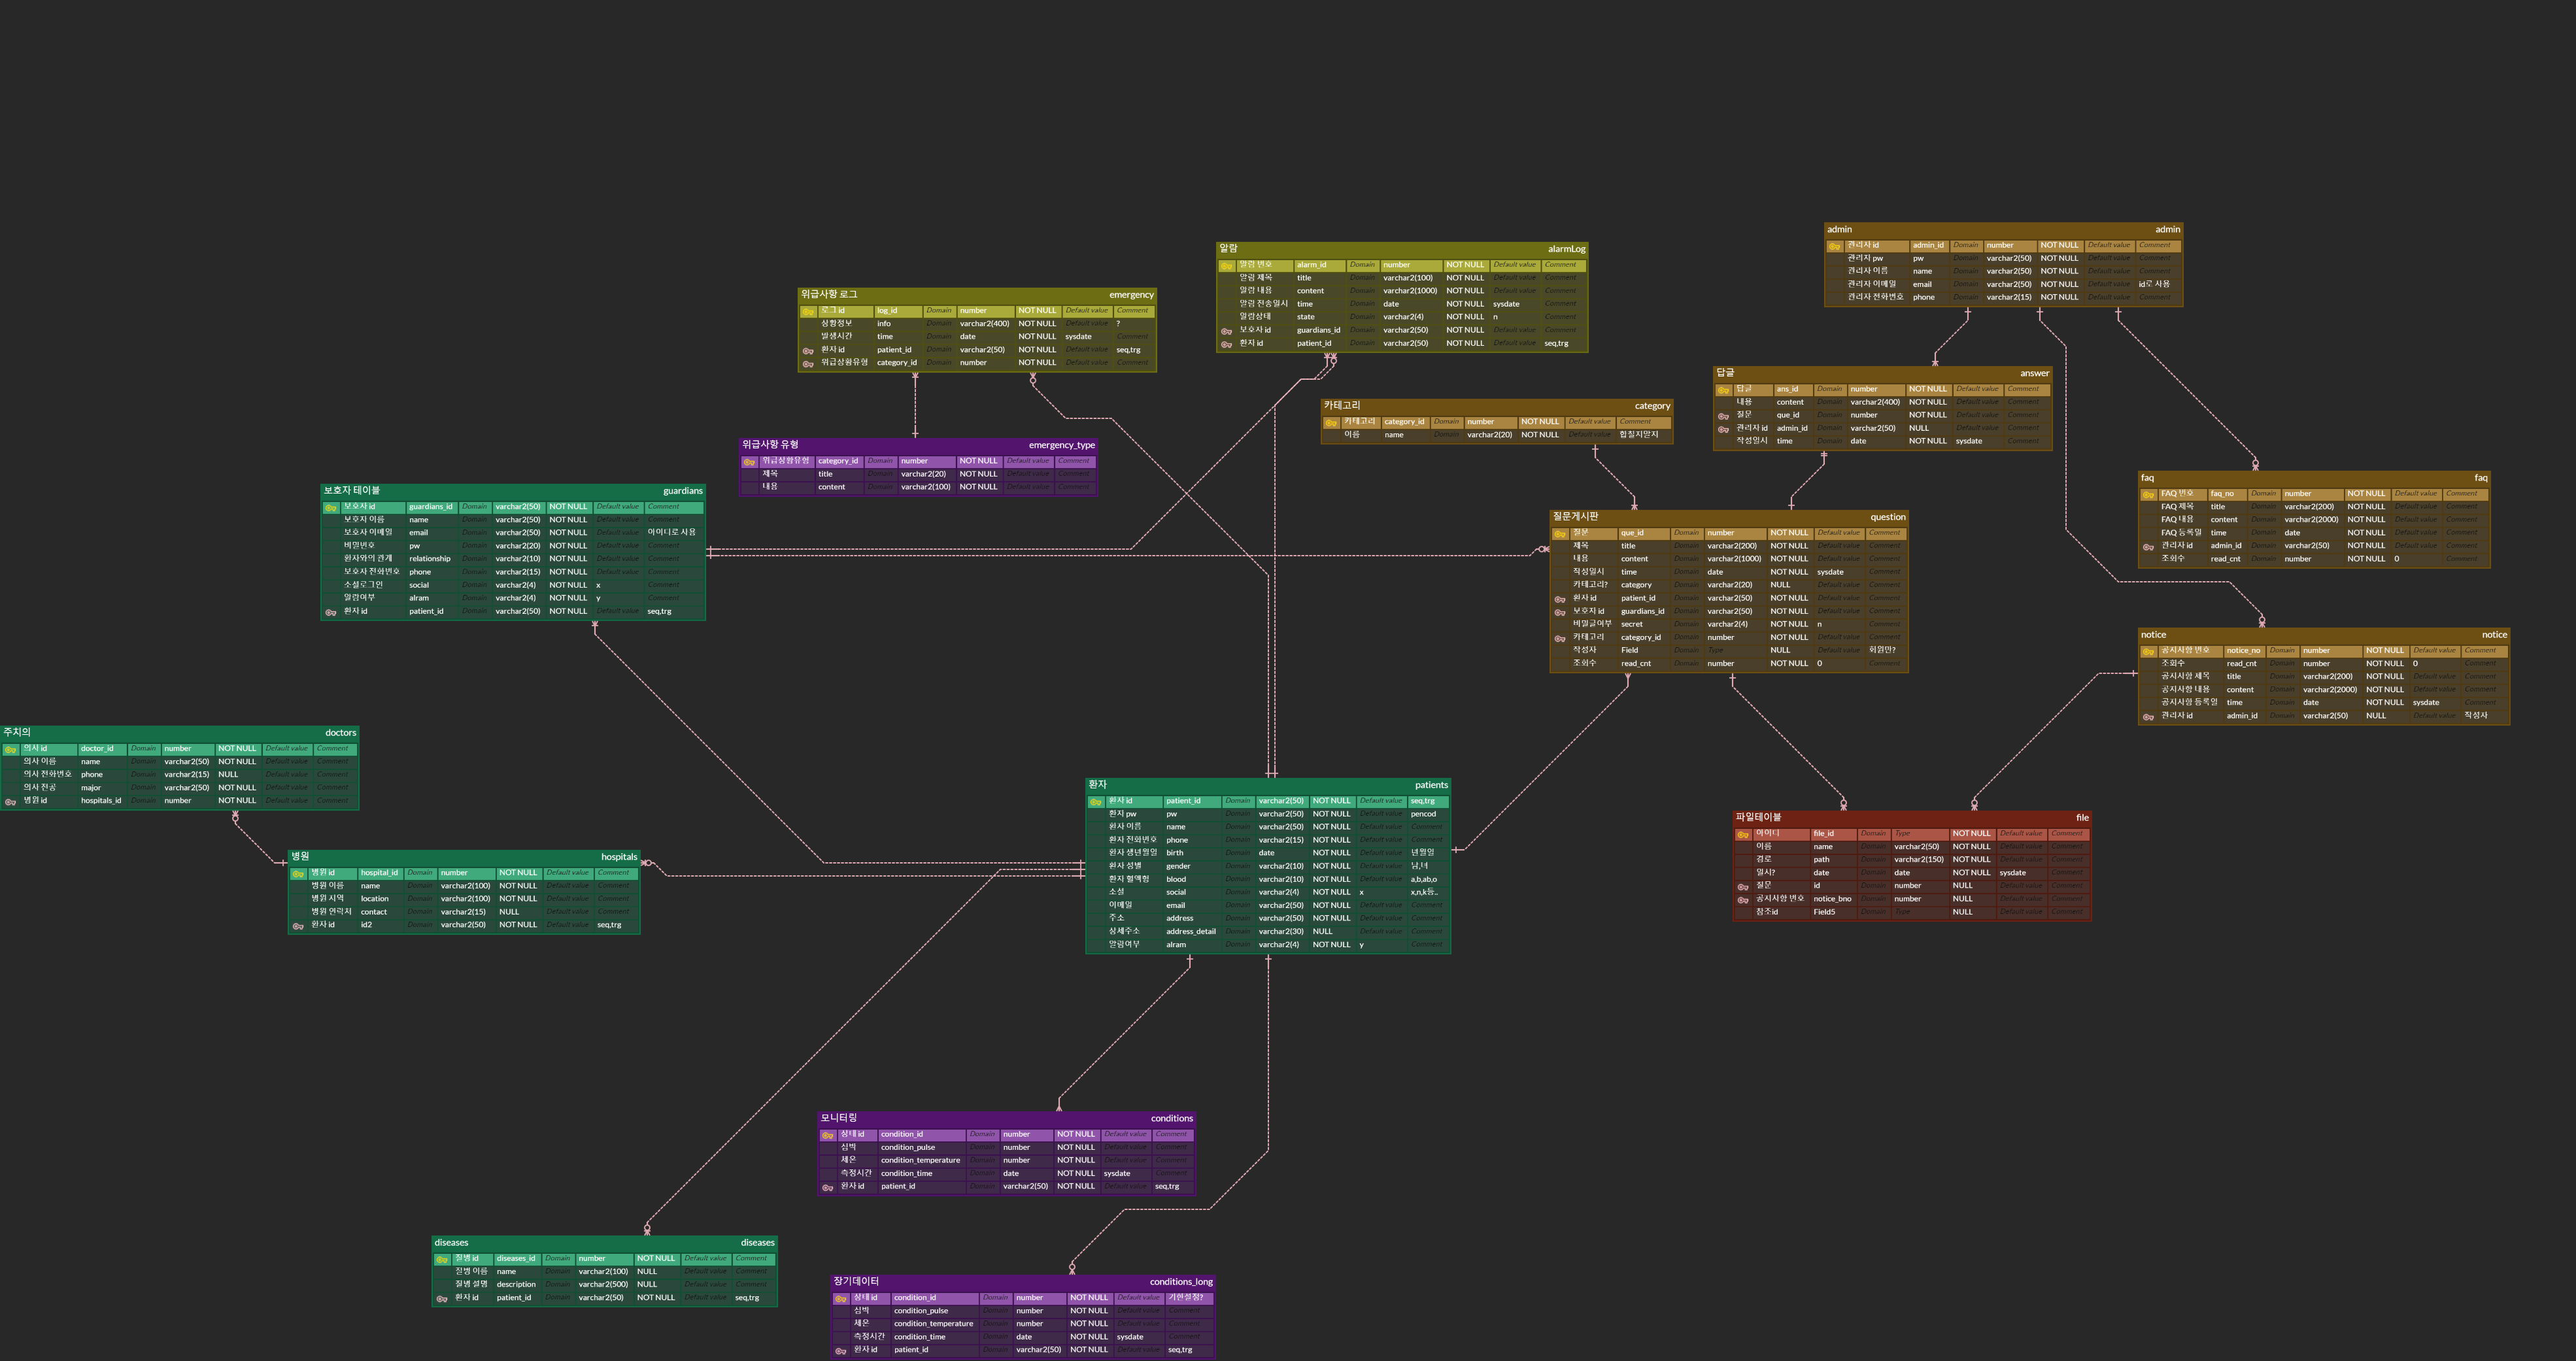 admin admin
관리자 id admin_id Domain number NOT NULL Default value Comment
관리자 pw pw Domain varchar2(50) NOT NULL Default value Comment
관리자 이름 name Domain varchar2(50) NOT NULL Default value Comment
관리자 이메일 email Domain varchar2(50) NOT NULL Default value id로 사용
관리자 전화번호 phone Domain varchar2(15) NOT NULL Default value Comment
알람 alarmLog
알람 번호 alarm_id Domain number NOT NULL Default value Comment
알람 제목 title Domain varchar2(100) NOT NULL Default value Comment
알람 내용 content Domain varchar2(1000) NOT NULL Default value Comment
알람 전송일시 time Domain date NOT NULL sysdate Comment
알람상태 state Domain varchar2(4) NOT NULL n Comment
보호자 id guardians_id Domain varchar2(50) NOT NULL Default value Comment
환자 id patient_id Domain varchar2(50) NOT NULL Default value seq,trg
위급사항 로그 emergency
로그 id log_id Domain number NOT NULL Default value Comment
상황정보 info Domain varchar2(400) NOT NULL Default value ?
발생시간 time Domain date NOT NULL sysdate Comment
환자 id patient_id Domain varchar2(50) NOT NULL Default value seq,trg
위급상황유형 category_id Domain number NOT NULL Default value Comment
답글 answer
답글 ans_id Domain number NOT NULL Default value Comment
내용 content Domain varchar2(400) NOT NULL Default value Comment
질문 que_id Domain number NOT NULL Default value Comment
관리자 id admin_id Domain varchar2(50) NULL Default value Comment
작성일시 time Domain date NOT NULL sysdate Comment
카테고리 category
카테고리 category_id Domain number NOT NULL Default value Comment
이름 name Domain varchar2(20) NOT NULL Default value 합칠지말지
위급사항 유형 emergency_type
위급상황유형 category_id Domain number NOT NULL Default value Comment
제목 title Domain varchar2(20) NOT NULL Default value Comment
내용 content Domain varchar2(100) NOT NULL Default value Comment
faq faq
FAQ 번호 faq_no Domain number NOT NULL Default value Comment
FAQ 제목 title Domain varchar2(200) NOT NULL Default value Comment
FAQ 내용 content Domain varchar2(2000) NOT NULL Default value Comment
FAQ 등록일 time Domain date NOT NULL Default value Comment
관리자 id admin_id Domain varchar2(50) NOT NULL Default value Comment
조회수 read_cnt Domain number NOT NULL 0 Comment
보호자 테이블 guardians
보호자 id guardians_id Domain varchar2(50) NOT NULL Default value Comment
보호자 이름 name Domain varchar2(50) NOT NULL Default value Comment
보호자 이메일 email Domain varchar2(50) NOT NULL Default value 아이디로 사용
비밀번호 pw Domain varchar2(20) NOT NULL Default value Comment
환자와의 관계 relationship Domain varchar2(10) NOT NULL Default value Comment
보호자 전화번호 phone Domain varchar2(15) NOT NULL Default value Comment
소셜로그인 social Domain varchar2(4) NOT NULL x Comment
알람여부 alram Domain varchar2(4) NOT NULL y Comment
환자 id patient_id Domain varchar2(50) NOT NULL Default value seq,trg
질문게시판 question
질문 que_id Domain number NOT NULL Default value Comment
제목 title Domain varchar2(200) NOT NULL Default value Comment
내용 content Domain varchar2(1000) NOT NULL Default value Comment
작성일시 time Domain date NOT NULL sysdate Comment
카테고리? category Domain varchar2(20) NULL Default value Comment
환자 id patient_id Domain varchar2(50) NOT NULL Default value Comment
보호자 id guardians_id Domain varchar2(50) NOT NULL Default value Comment
비밀글여부 secret Domain varchar2(4) NOT NULL n Comment
카테고리 category_id Domain number NOT NULL Default value Comment
작성자 Field Domain Type NULL Default value 회원만?
조회수 read_cnt Domain number NOT NULL 0 Comment
notice notice
공지사항 번호 notice_no Domain number NOT NULL Default value Comment
조회수 read_cnt Domain number NOT NULL 0 Comment
공지사항 제목 title Domain varchar2(200) NOT NULL Default value Comment
공지사항 내용 content Domain varchar2(2000) NOT NULL Default value Comment
공지사항 등록일 time Domain date NOT NULL sysdate Comment
관리자 id admin_id Domain varchar2(50) NULL Default value 작성자
주치의 doctors
의사 id doctor_id Domain number NOT NULL Default value Comment
의사 이름 name Domain varchar2(50) NOT NULL Default value Comment
의사 전화번호 phone Domain varchar2(15) NULL Default value Comment
의사 전공 major Domain varchar2(50) NOT NULL Default value Comment
병원 id hospitals_id Domain number NOT NULL Default value Comment
환자 patients
환자 id patient_id Domain varchar2(50) NOT NULL Default value seq,trg
환자 pw pw Domain varchar2(50) NOT NULL Default value pencod
환자 이름 name Domain varchar2(50) NOT NULL Default value Comment
환자 전화번호 phone Domain varchar2(15) NOT NULL Default value Comment
환자 생년월일 birth Domain date NOT NULL Default value 년월일
환자 성별 gender Domain varchar2(10) NOT NULL Default value 남,녀
환자 혈액형 blood Domain varchar2(10) NOT NULL Default value a,b,ab,o
소셜 social Domain varchar2(4) NOT NULL x x,n,k등..
이메일 email Domain varchar2(50) NOT NULL Default value Comment
주소 address Domain varchar2(50) NOT NULL Default value Comment
상세주소 address_detail Domain varchar2(30) NULL Default value Comment
알람여부 alram Domain varchar2(4) NOT NULL y Comment
파일테이블 file
아이디 file_id Domain Type NOT NULL Default value Comment
이름 name Domain varchar2(50) NOT NULL Default value Comment
경로 path Domain varchar2(150) NOT NULL Default value Comment
일시? date Domain date NOT NULL sysdate Comment
질문 id Domain number NULL Default value Comment
공지사항 번호 notice_bno Domain number NULL Default value Comment
참조id Field5 Domain Type NULL Default value Comment
병원 hospitals
병원 id hospital_id Domain number NOT NULL Default value Comment
병원 이름 name Domain varchar2(100) NOT NULL Default value Comment
병원 지역 location Domain varchar2(100) NOT NULL Default value Comment
병원 연락처 contact Domain varchar2(15) NULL Default value Comment
환자 id id2 Domain varchar2(50) NOT NULL Default value seq,trg
모니터링 conditions
상태 id condition_id Domain number NOT NULL Default value Comment
심박 condition_pulse Domain number NOT NULL Default value Comment
체온 condition_temperature Domain number NOT NULL Default value Comment
측정시간 condition_time Domain date NOT NULL sysdate Comment
환자 id patient_id Domain varchar2(50) NOT NULL Default value seq,trg
diseases diseases
질병 id diseases_id Domain number NOT NULL Default value Comment
질병 이름 name Domain varchar2(100) NULL Default value Comment
질병 설명 description Domain varchar2(500) NULL Default value Comment
환자 id patient_id Domain varchar2(50) NOT NULL Default value seq,trg
장기데이터 conditions_long
상태 id condition_id Domain number NOT NULL Default value 기한설정?
심박 condition_pulse Domain number NOT NULL Default value Comment
체온 condition_temperature Domain number NOT NULL Default value Comment
측정시간 condition_time Domain date NOT NULL sysdate Comment
환자 id patient_id Domain varchar2(50) NOT NULL Default value seq,trg